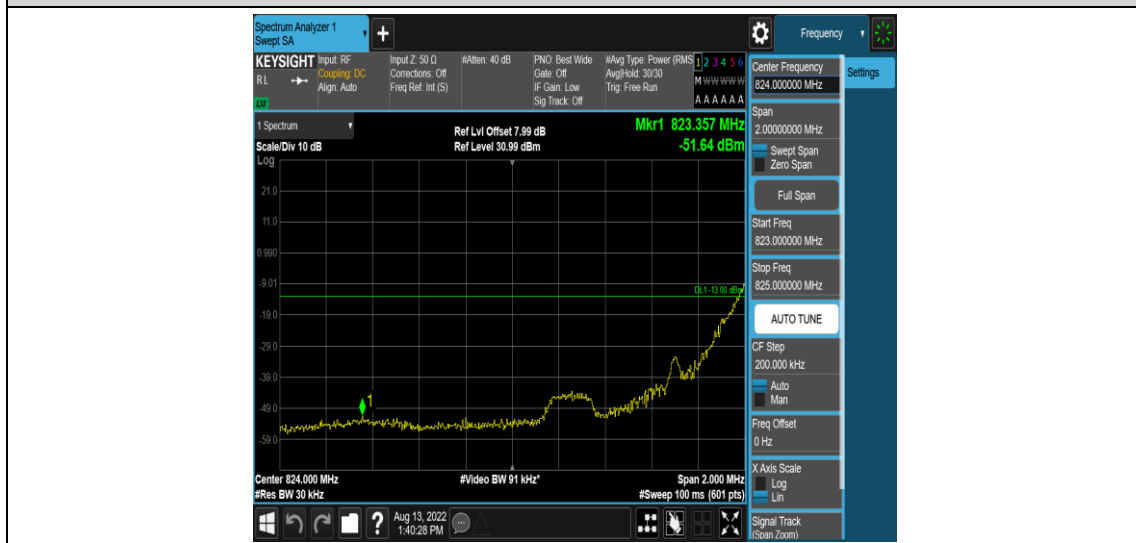 Spectrum Analyzer 1
Swept SA
Frequency
KEYSIGHT
R L
Input: RF
Coupling: DC
Align: Auto
Input Z: 50 Ω
Corrections: Off
Freq Ref: Int (S)
#Atten: 40 dB
PNO: Best Wide
Gate: Off
IF Gain: Low
Sig Track: Off
#Avg Type: Power (RMS
Avg|Hold: 30/30
Trig: Free Run
1 2 3 4 5 6
M W W W W W
A A A A A A
1 Spectrum
Scale/Div 10 dB
Ref Lvl Offset 7.99 dB
Ref Level 30.99 dBm
Mkr1 823.357 MHz
-51.64 dBm
Log
21.0
11.0
0.990
-9.01
-19.0
-29.0
-39.0
-49.0
-59.0
DL1 -13.00 dBm
1
Center 824.000 MHz
#Res BW 30 kHz
#Video BW 91 kHz*
Span 2.000 MHz
#Sweep 100 ms (601 pts)
Aug 13, 2022
1:40:28 PM
Center Frequency
824.000000 MHz
Settings
Span
2.00000000 MHz
Swept Span
Zero Span
Full Span
Start Freq
823.000000 MHz
Stop Freq
825.000000 MHz
AUTO TUNE
CF Step
200.000 kHz
Auto
Man
Freq Offset
0 Hz
X Axis Scale
Log
Lin
Signal Track
(Span Zoom)